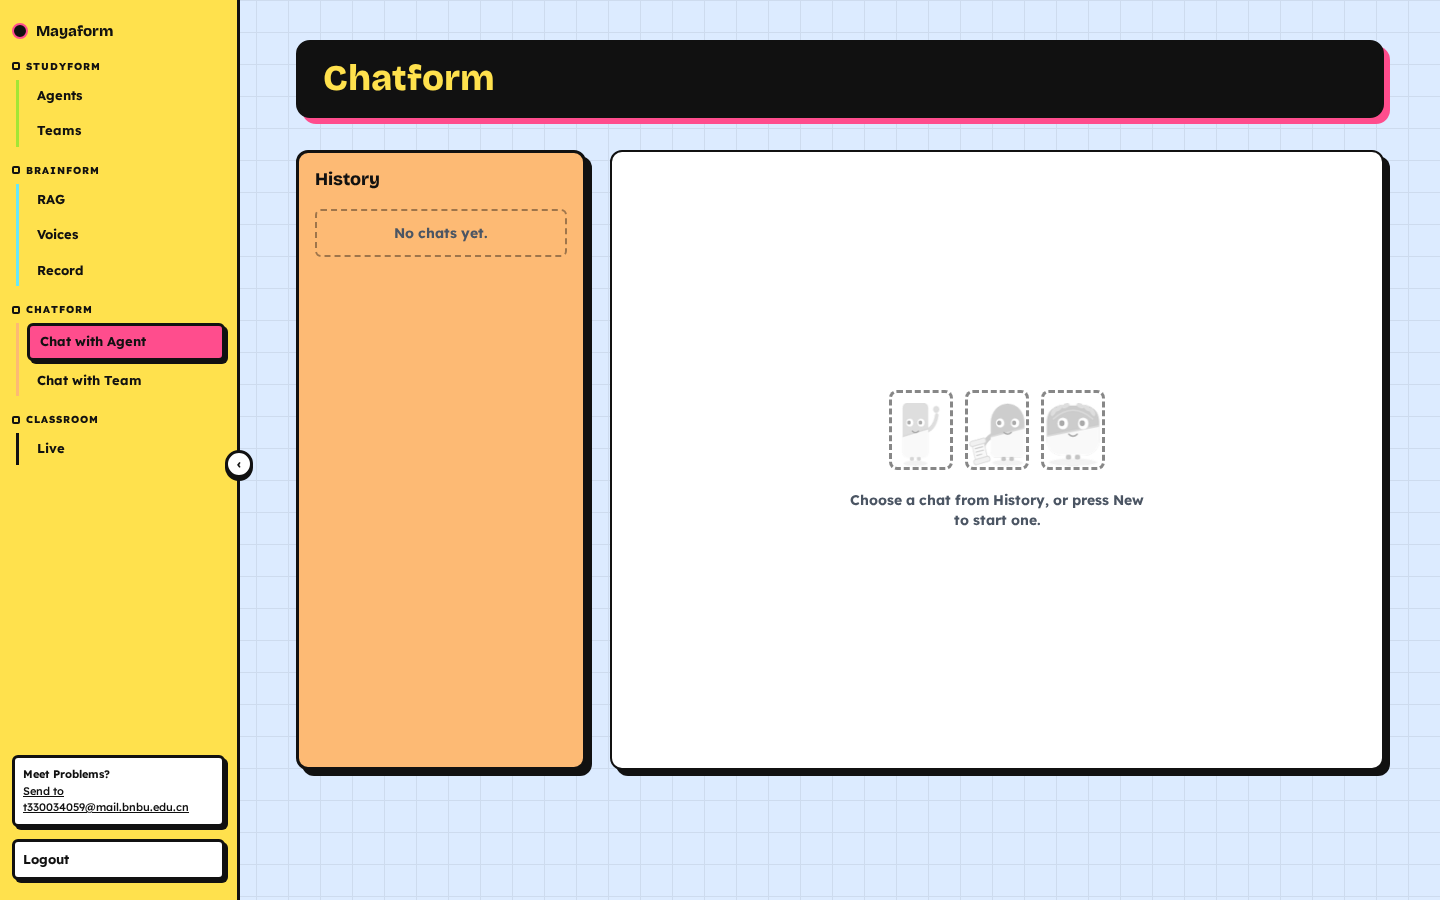 Mayaform
STUDYFORM
Agents
Teams
BRAINFORM
RAG
Voices
Record
CHATFORM
Chat with Agent
Chat with Team
CLASSROOM
Live
Meet Problems?
Send to
t330034059@mail.bnbu.edu.cn
Logout
Chatform
History
No chats yet.
Choose a chat from History, or press New
to start one.